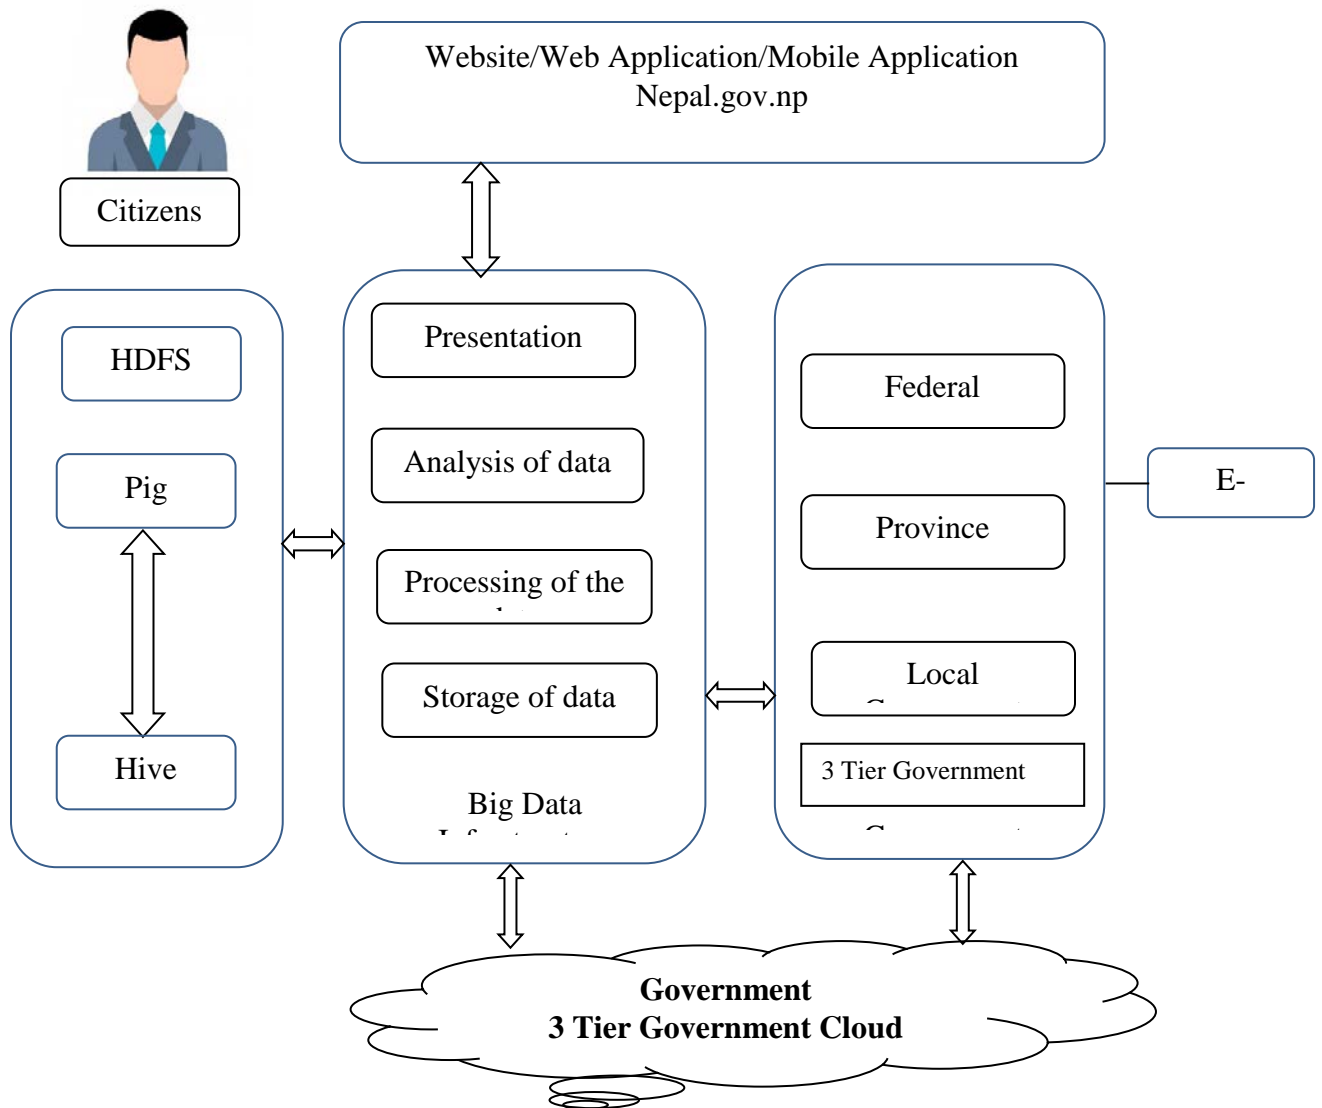 Website/Web Application/Mobile Application
Nepal.gov.np
Citizens
HDFS
Pig
Hive
Presentation
Analysis of data
Processing of the
Storage of data
Big Data
Federal
Province
Local
3 Tier Government
E-
Government
3 Tier Government Cloud